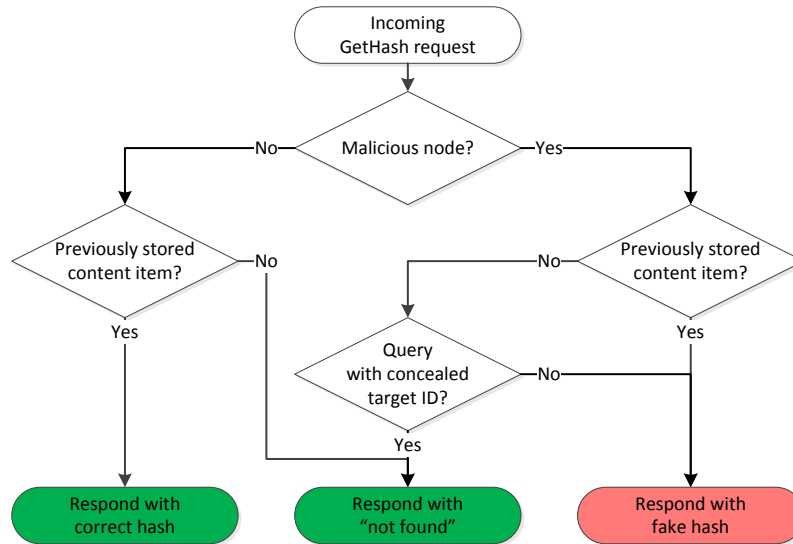 Incoming
GetHash request
No
Malicious node?
Yes
Previously stored
content item?
No
No
Previously stored
content item?
Yes
Query
with concealed
target ID?
No
Yes
Yes
Respond with
correct hash
Respond with
“not found”
Respond with
fake hash